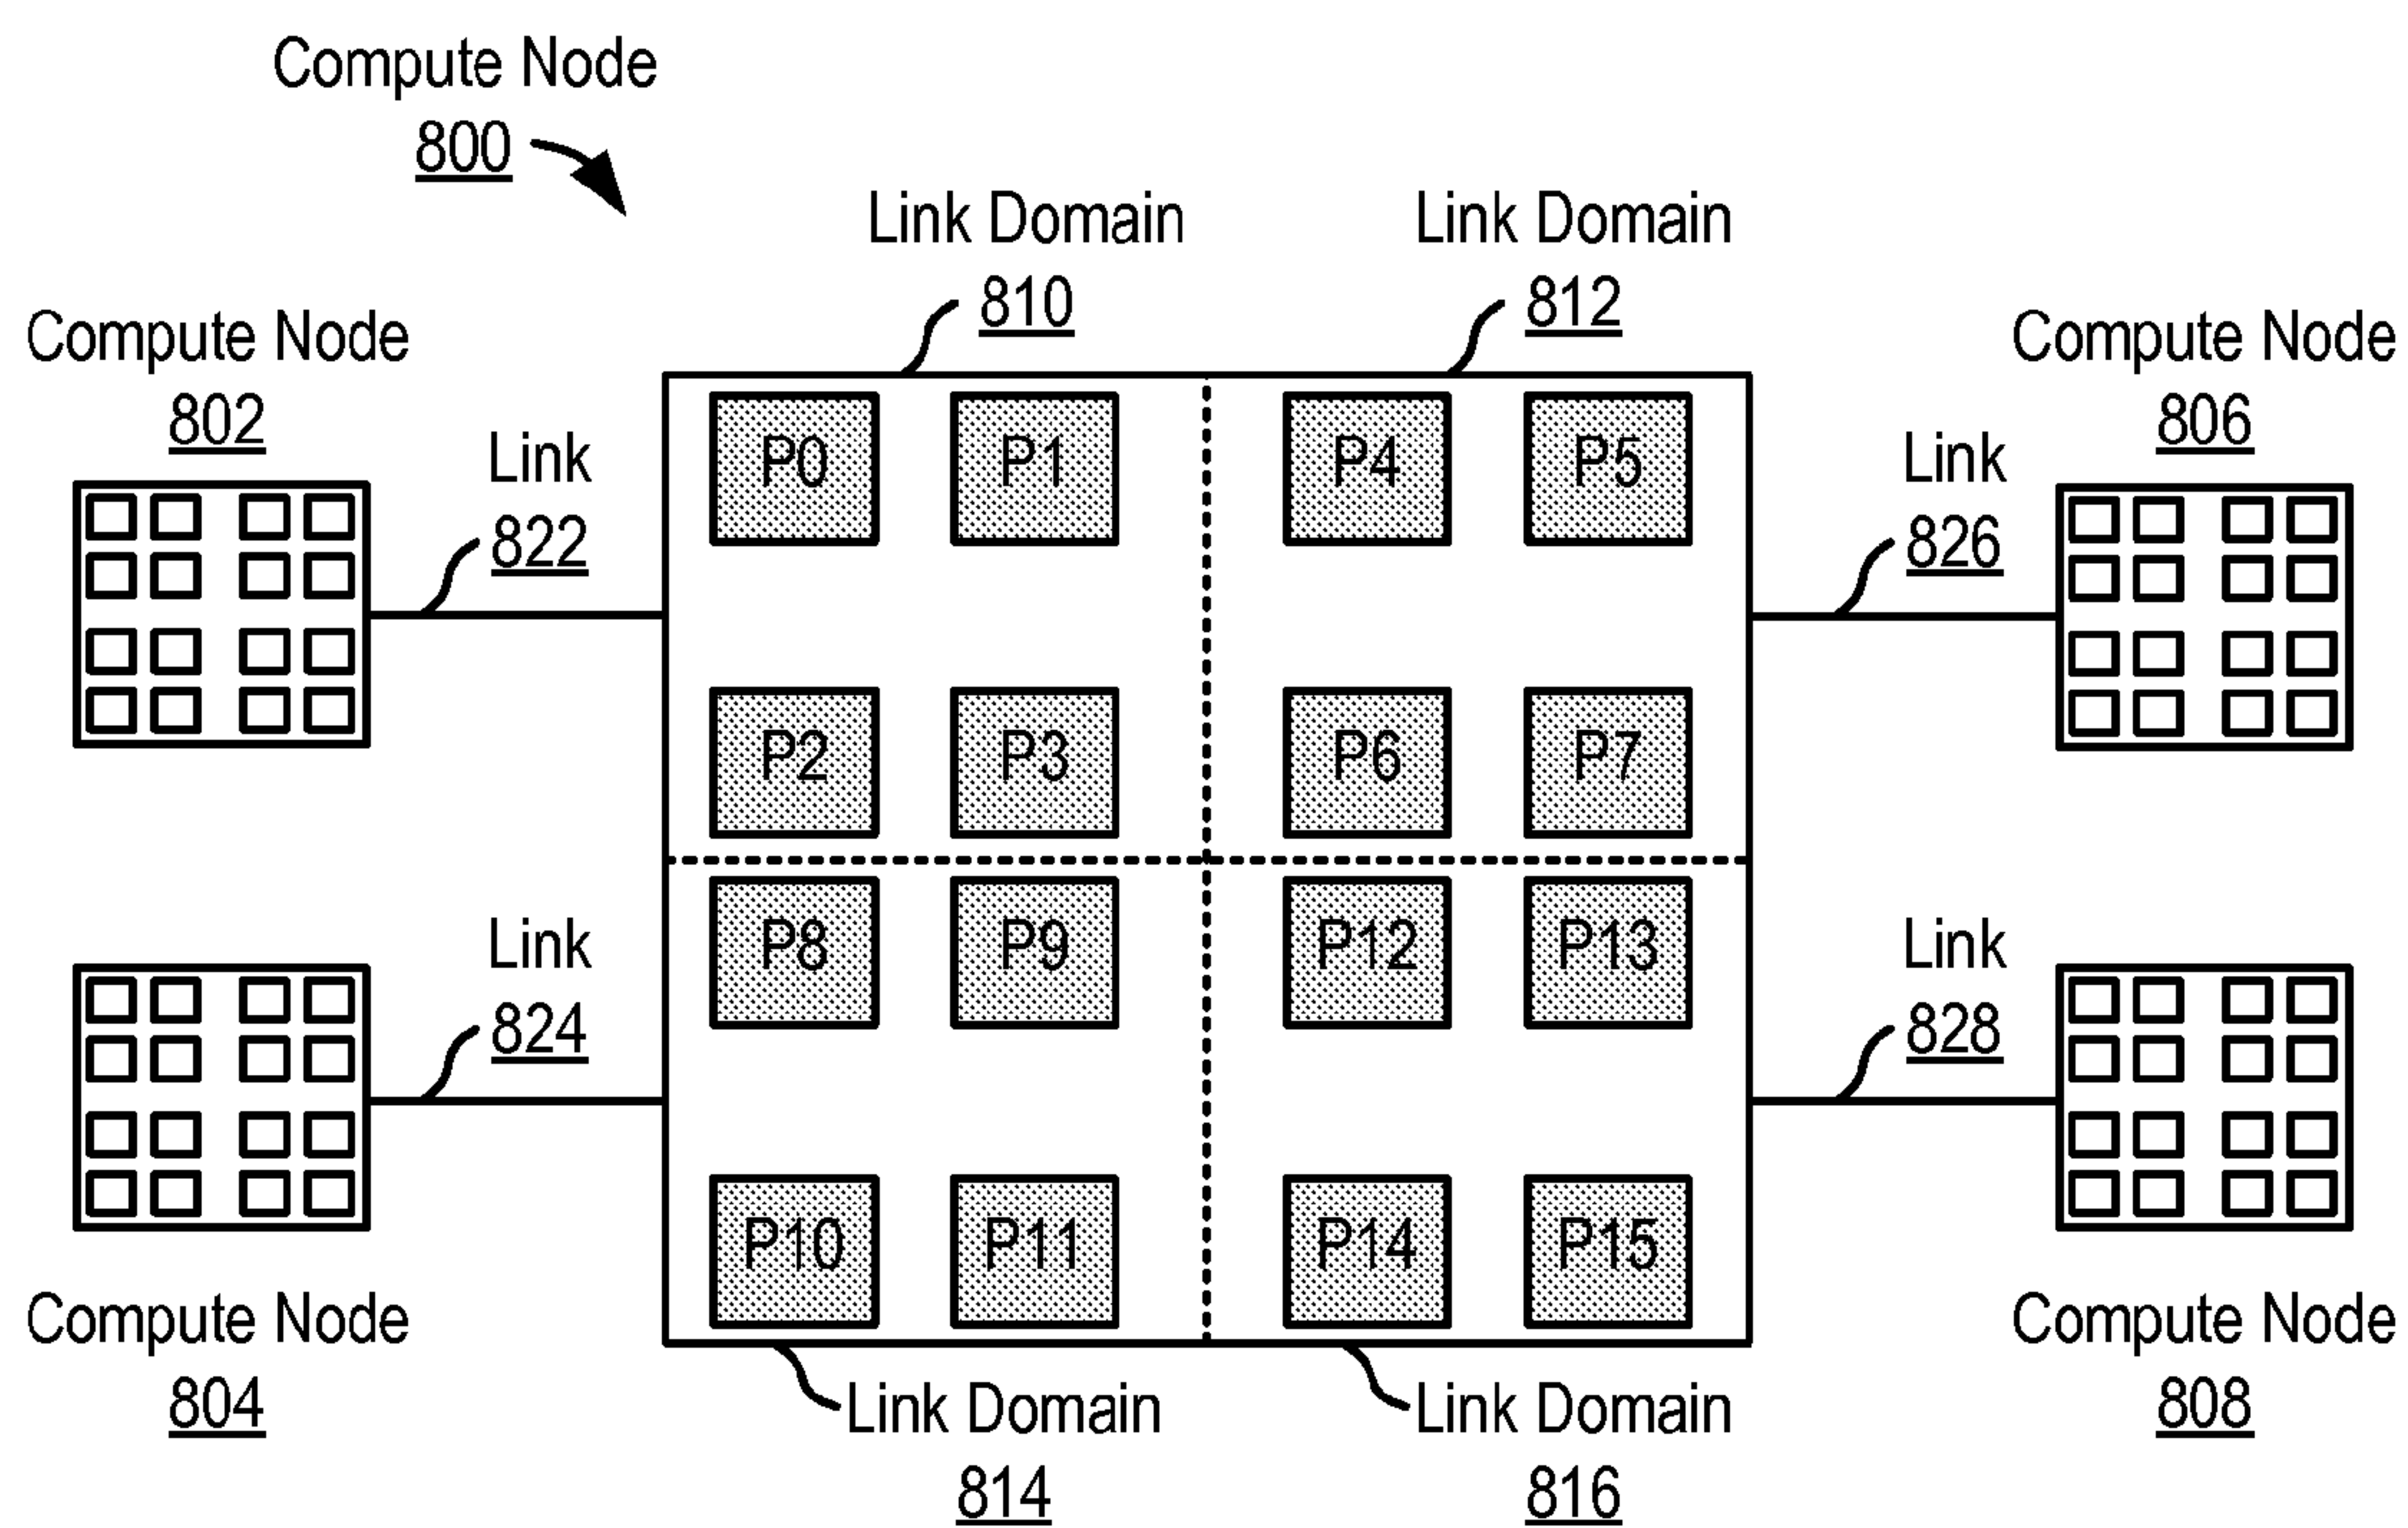 Compute Node
800
Link Domain
810
Link Domain
812
Compute Node
802
Link
822
Compute Node
806
Link
826
P0 P1 P4 P5
P2 P3 P6 P7
P8 P9 P12 P13
P10 P11 P14 P15
Link
824
Link
828
Compute Node
804
Compute Node
808
Link Domain
814
Link Domain
816